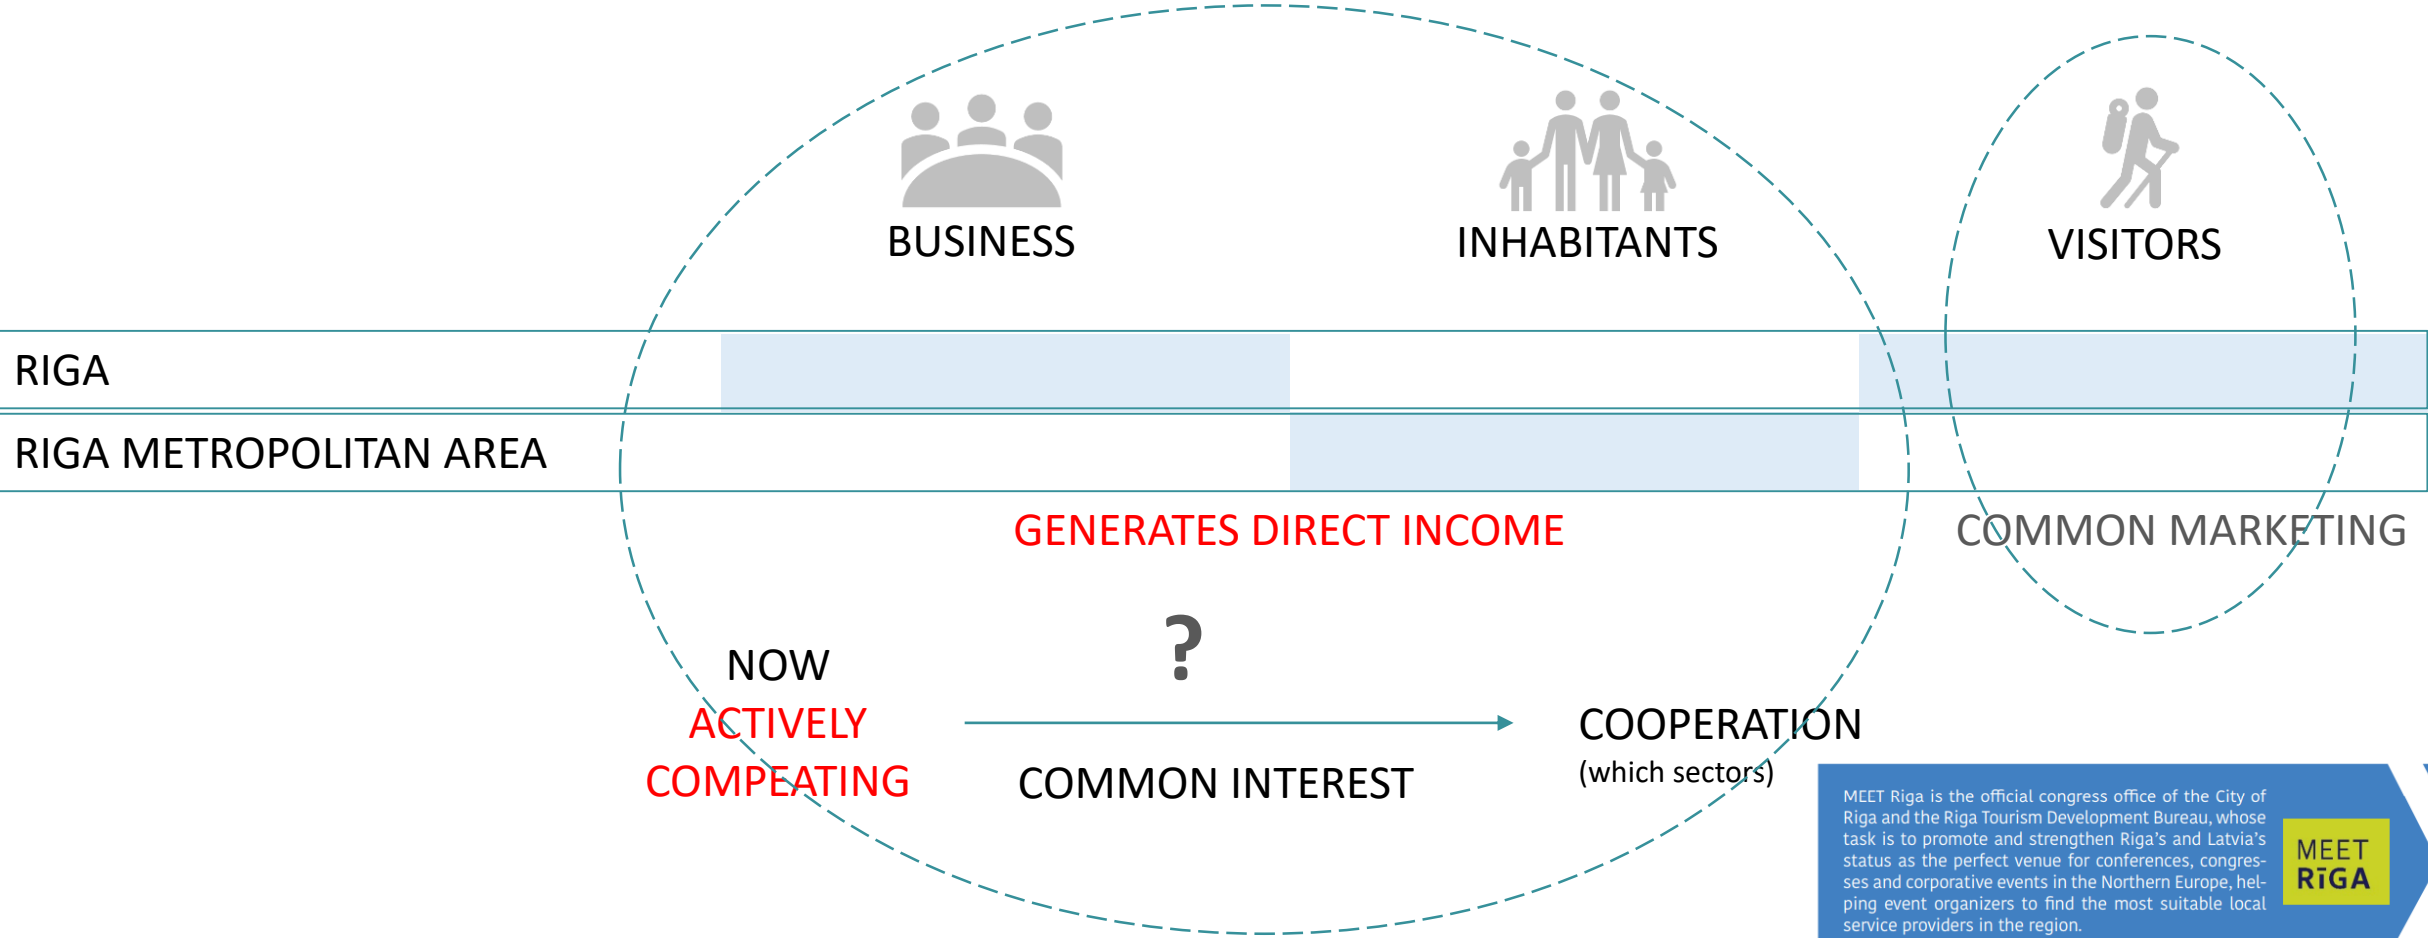 BUSINESS
INHABITANTS
VISITORS
RIGA
RIGA METROPOLITAN AREA
GENERATES DIRECT INCOME
COMMON MARKETING
?
NOW
ACTIVELY
COMPEATING
COMMON INTEREST
COOPERATION
(which sectors)
MEET Riga is the official congress office of the City of
Riga and the Riga Tourism Development Bureau, whose
task is to promote and strengthen Riga's and Latvia's
status as the perfect venue for conferences, congres-
ses and corporative events in the Northern Europe, hel-
ping event organizers to find the most suitable local
service providers in the region.
MEET
RīGA